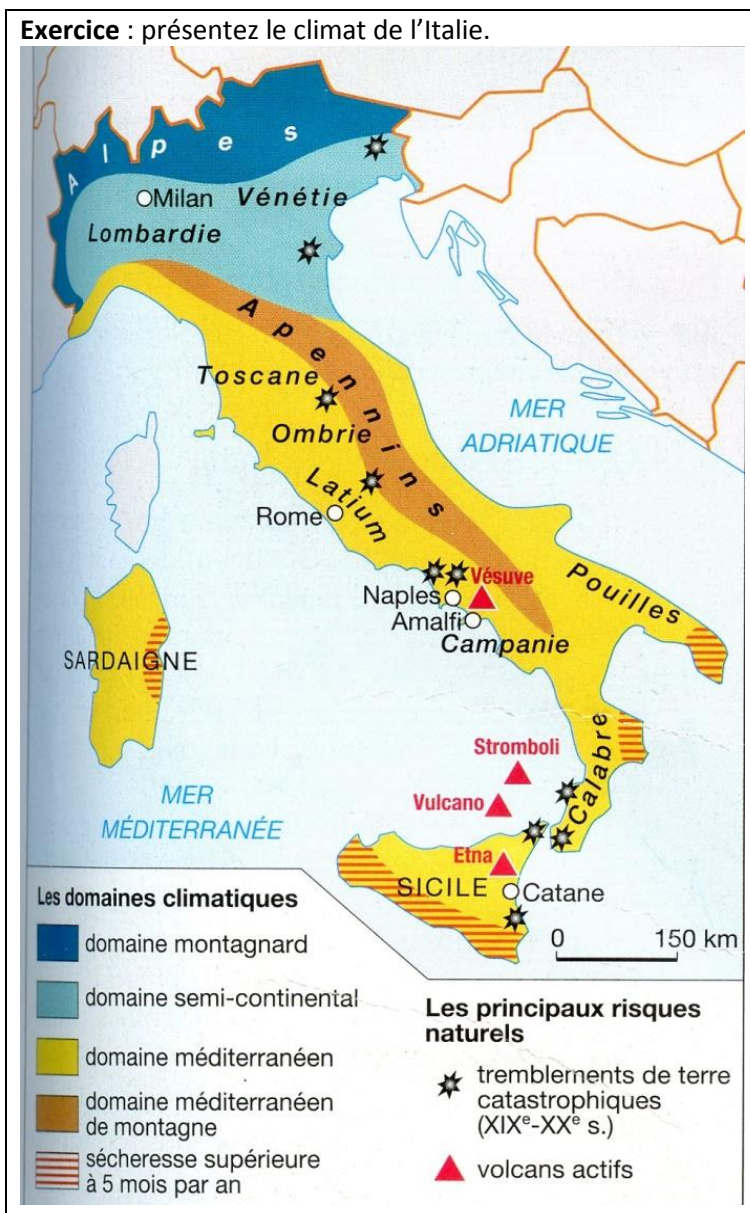 Exercice : présentez le climat de l’Italie.
Alpes
Milan
Vénétie
Lombardie
Apennins
Toscane
Ombrie
MER
ADRIATIQUE
Latium
Rome
Vésuve
Pouilles
Naples
Amalfi
Campanie
SARDAIGNE
Stromboli
Calabre
MER
MÉDITERRANÉE
Vulcano
Etna
SICILE
Catane
0 150 km
Les domaines climatiques
domaine montagnard
domaine semi-continental
domaine méditerranéen
domaine méditerranéen
de montagne
sécheresse supérieure
à 5 mois par an
Les principaux risques
naturels
tremblements de terre
catastrophiques
(XIXe-XXe s.)
volcans actifs